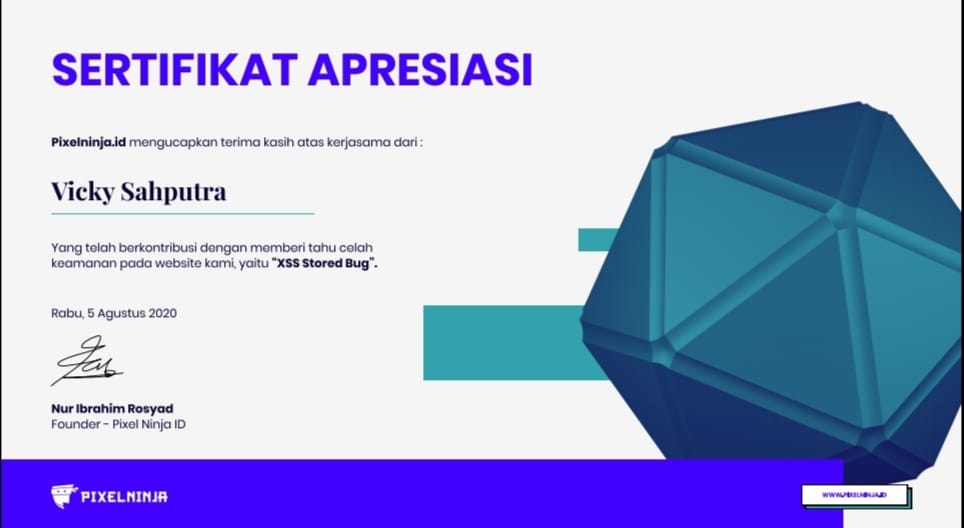 SERTIFIKAT APRESIASI
Pixelninja.id mengucapkan terima kasih atas kerjasama dari :
Vicky Sahputra
Yang telah berkontribusi dengan memberi tahu celah
keamanan pada website kami, yaitu “XSS Stored Bug”.
Rabu, 5 Agustus 2020
Nur Ibrahim Rosyad
Founder - Pixel Ninja ID
PIXELNINJA
WWW.PIXELNINJA.ID